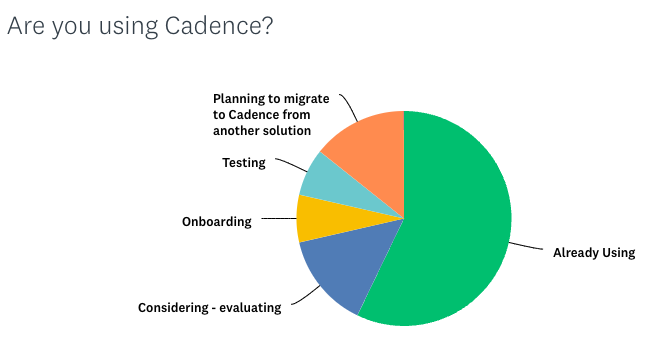 Are you using Cadence?
Planning to migrate
to Cadence from
another solution
Testing
Onboarding
Already Using
Considering - evaluating